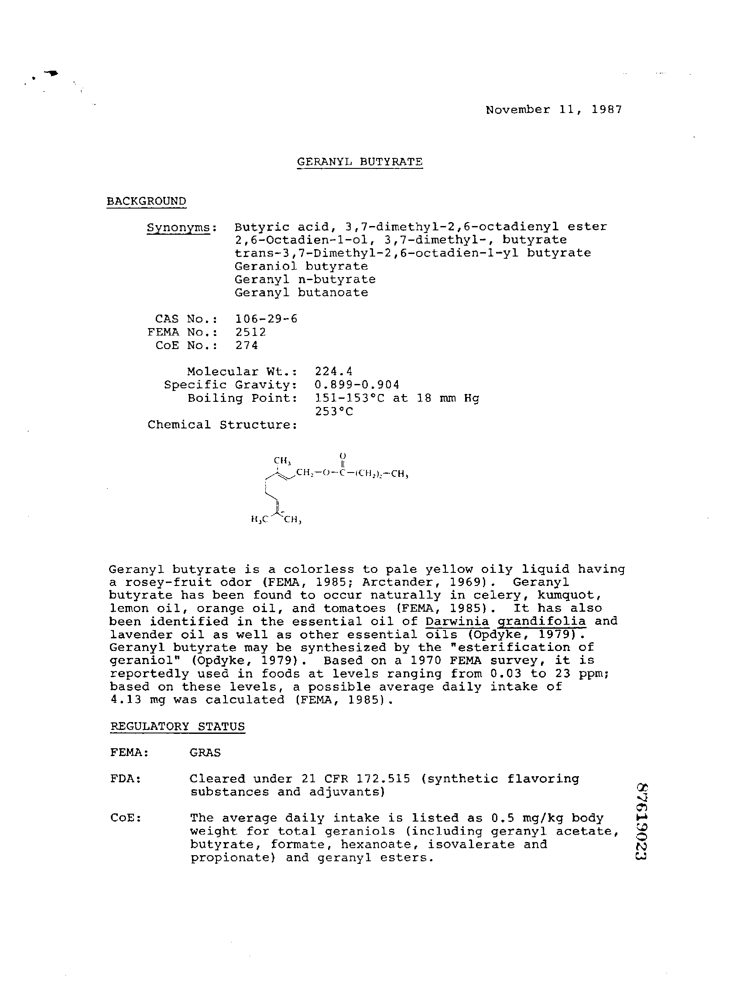 November 11, 1987
GERANYL BUTYRATE
BACKGROUND
Synonyms: Butyric acid, 3,7-dimethyl-2,6-octadienyl ester
2,6-Octadien-1-ol, 3,7-dimethyl-, butyrate
trans-3,7-Dimethyl-2,6-octadien-1-yl butyrate
Geraniol butyrate
Geranyl n-butyrate
Geranyl butanoate
CAS No.: 106-29-6
FEMA No.: 2512
CoE No.: 274
Molecular Wt.: 224.4
Specific Gravity: 0.899-0.904
Boiling Point: 151-153°C at 18 mm Hg
253°C
Chemical Structure:
O
CH₃
CH₂-O-C-(CH₂)₂-CH₃
H₃C CH₃
Geranyl butyrate is a colorless to pale yellow oily liquid having
a rosey-fruit odor (FEMA, 1985; Arctander, 1969). Geranyl
butyrate has been found to occur naturally in celery, kumquot,
lemon oil, orange oil, and tomatoes (FEMA, 1985). It has also
been identified in the essential oil of Darwinia grandifolia and
lavender oil as well as other essential oils (Opdyke, 1979).
Geranyl butyrate may be synthesized by the "esterification of
geraniol" (Opdyke, 1979). Based on a 1970 FEMA survey, it is
reportedly used in foods at levels ranging from 0.03 to 23 ppm;
based on these levels, a possible average daily intake of
4.13 mg was calculated (FEMA, 1985).
REGULATORY STATUS
FEMA: GRAS
FDA: Cleared under 21 CFR 172.515 (synthetic flavoring
substances and adjuvants)
CoE: The average daily intake is listed as 0.5 mg/kg body
weight for total geraniols (including geranyl acetate,
butyrate, formate, hexanoate, isovalerate and
propionate) and geranyl esters.
87619023